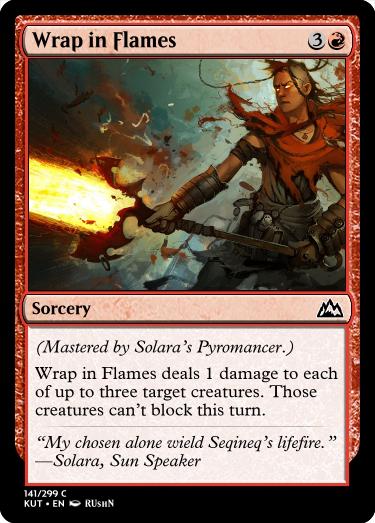 Wrap in Flames 3
Sorcery
(Mastered by Solara's Pyromancer.)
Wrap in Flames deals 1 damage to each
of up to three target creatures. Those
creatures can't block this turn.
“My chosen alone wield Seqineq's lifefire.”
—Solara, Sun Speaker
141/299 C
KUT • EN RUsHN